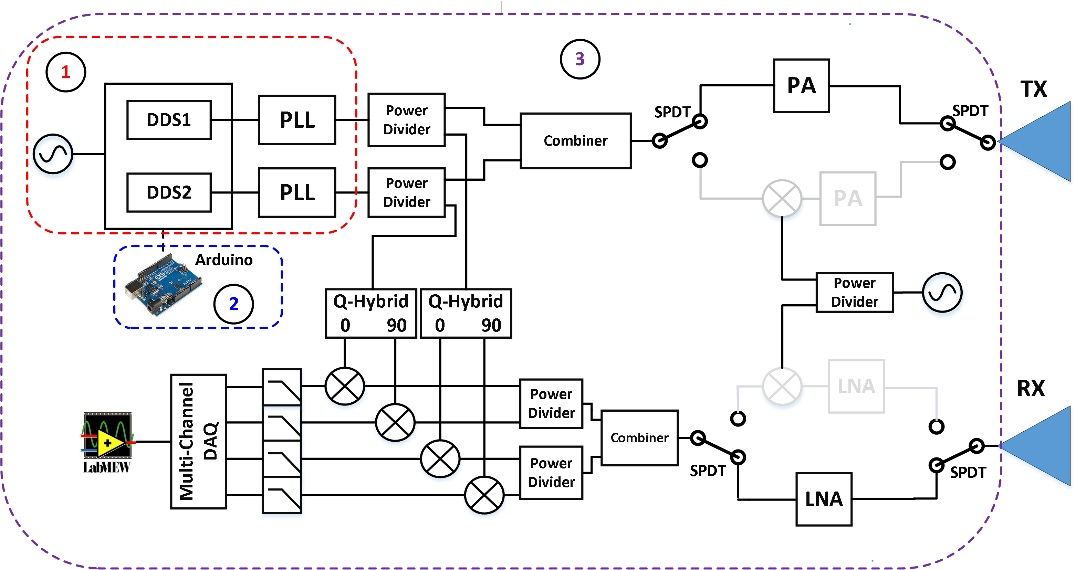 1
3
DDS1
PLL
Power
Divider
Combiner
SPDT
PA
SPDT
TX
DDS2
PLL
Power
Divider
PA
Arduino
2
Power
Divider
Q-Hybrid
0 90
Q-Hybrid
0 90
Multi-Channel
DAQ
LabMEW
Power
Divider
Power
Divider
Combiner
SPDT
LNA
LNA
SPDT
RX